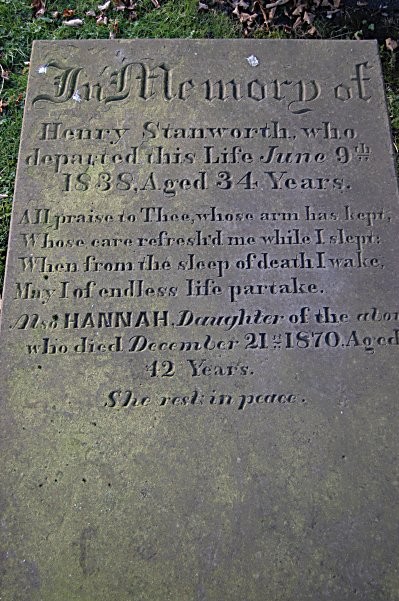 In Memory of
Henry Stanworth, who
departed this Life June 9th
1838, Aged 34 Years.
All praise to Thee, whose arm has kept,
Whose care refresh'd me while I slept:
When from the sleep of death I wake,
May I of endless life partake.
Also HANNAH, Daughter of the abov
who died December 21st 1870, Aged
42 Years.
She rest in peace.